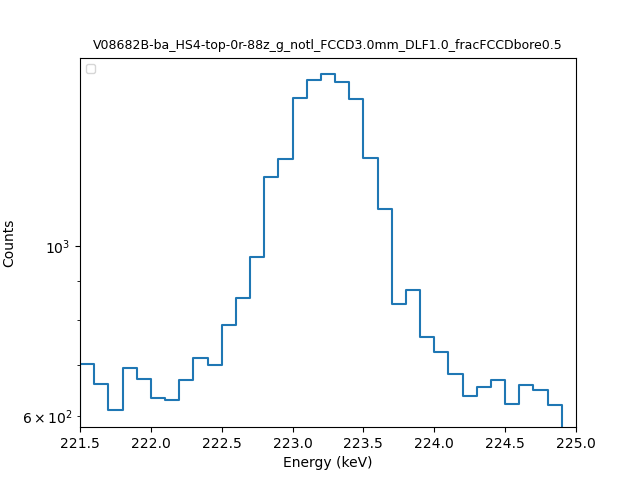 V08682B-ba_HS4-top-0r-88z_g_notl_FCCD3.0mm_DLF1.0_fracFCCDbore0.5
Counts
10³
6 × 10²
221.5 222.0 222.5 223.0 223.5 224.0 224.5 225.0
Energy (keV)